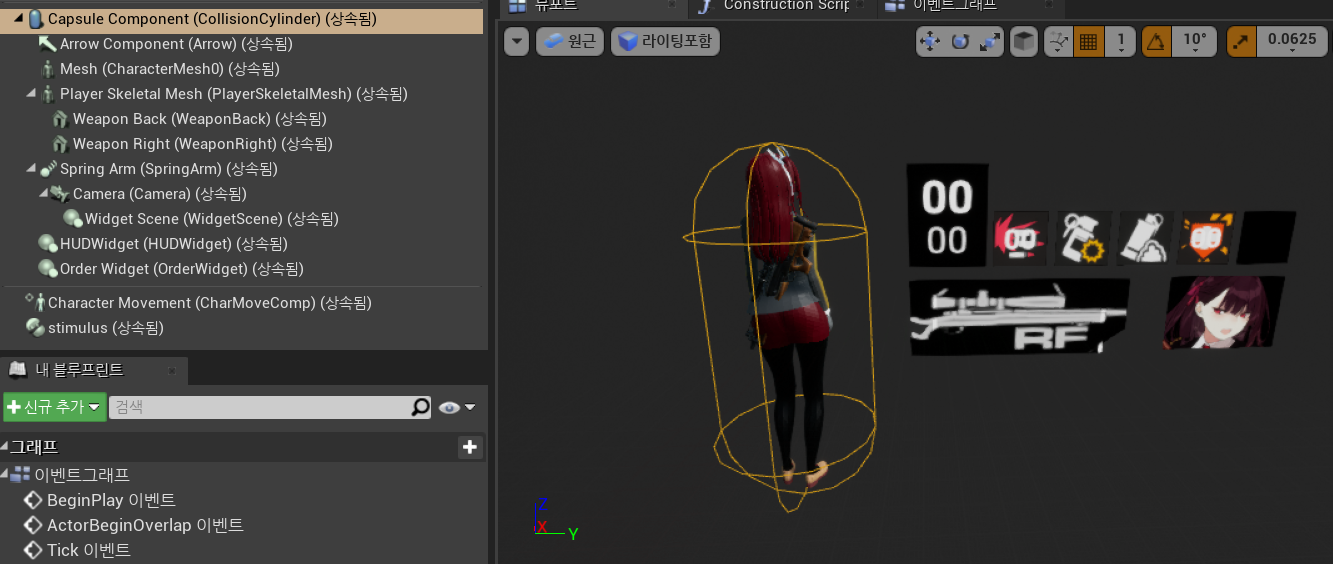 Capsule Component (CollisionCylinder) (상속됨)
Arrow Component (Arrow) (상속됨)
Mesh (CharacterMesh0) (상속됨)
Player Skeletal Mesh (PlayerSkeletalMesh) (상속됨)
Weapon Back (WeaponBack) (상속됨)
Weapon Right (WeaponRight) (상속됨)
Spring Arm (SpringArm) (상속됨)
Camera (Camera) (상속됨)
Widget Scene (WidgetScene) (상속됨)
HUDWidget (HUDWidget) (상속됨)
Order Widget (OrderWidget) (상속됨)
Character Movement (CharMoveComp) (상속됨)
stimulus (상속됨)
내 블루프린트
신규 추가
검색
그래프
이벤트그래프
BeginPlay 이벤트
ActorBeginOverlap 이벤트
Tick 이벤트
뷰포트
Construction Scrip
이벤트그래프
원근
라이팅포함
1
10°
0.0625
00
00
RF
Z
X
Y